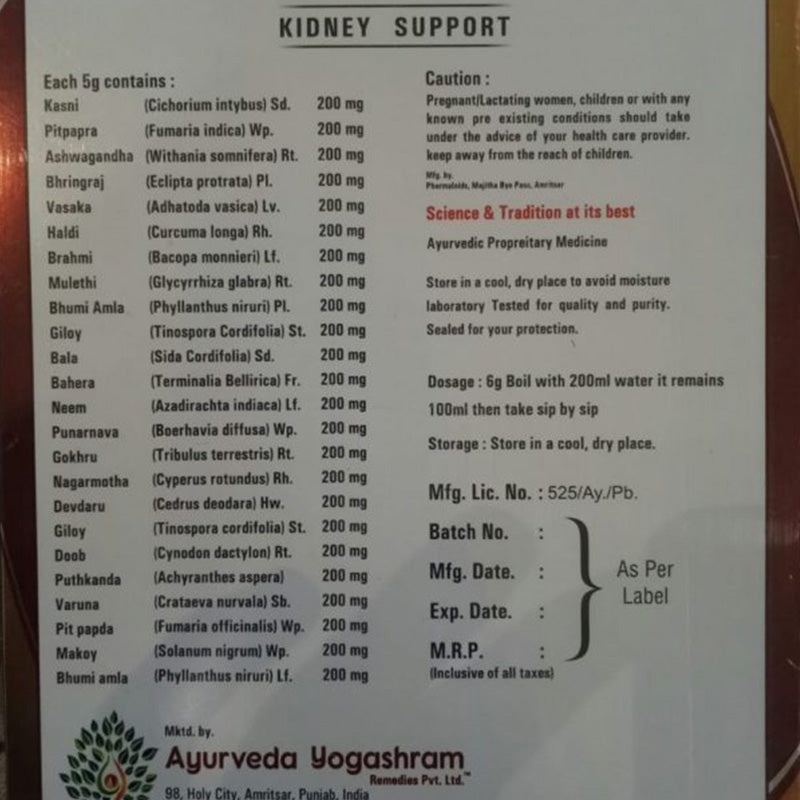 KIDNEY SUPPORT
Each 5g contains :
Kasni (Cichorium intybus) Sd. 200 mg
Pitpapra (Fumaria indica) Wp. 200 mg
Ashwagandha (Withania somnifera) Rt. 200 mg
Bhringraj (Eclipta protrata) Pl. 200 mg
Vasaka (Adhatoda vasica) Lv. 200 mg
Haldi (Curcuma longa) Rh. 200 mg
Brahmi (Bacopa monnieri) Lf. 200 mg
Mulethi (Glycyrrhiza glabra) Rt. 200 mg
Bhumi Amla (Phyllanthus niruri) Pl. 200 mg
Giloy (Tinospora Cordifolia) St. 200 mg
Bala (Sida Cordifolia) Sd. 200 mg
Bahera (Terminalia Bellirica) Fr. 200 mg
Neem (Azadirachta indiaca) Lf. 200 mg
Punarnava (Boerhavia diffusa) Wp. 200 mg
Gokhru (Tribulus terrestris) Rt. 200 mg
Nagarmotha (Cyperus rotundus) Rh. 200 mg
Devdaru (Cedrus deodara) Hw. 200 mg
Giloy (Tinospora cordifolia) St. 200 mg
Doob (Cynodon dactylon) Rt. 200 mg
Puthkanda (Achyranthes aspera) 200 mg
Varuna (Crataeva nurvala) Sb. 200 mg
Pit papda (Fumaria officinalis) Wp. 200 mg
Makoy (Solanum nigrum) Wp. 200 mg
Bhumi amla (Phyllanthus niruri) Lf. 200 mg
Mktd. by.
Ayurveda Yogashram
Remedies Pvt. Ltd.™
98, Holy City, Amritsar, Punjab, India
Caution :
Pregnant/Lactating women, children or with any
known pre existing conditions should take
under the advice of your health care provider.
keep away from the reach of children.
Mfg. by.
Pharmaloids, Majitha Bye Pass, Amritsar
Science & Tradition at its best
Ayurvedic Propreitary Medicine
Store in a cool, dry place to avoid moisture
laboratory Tested for quality and purity.
Sealed for your protection.
Dosage : 6g Boil with 200ml water it remains
100ml then take sip by sip
Storage : Store in a cool, dry place.
Mfg. Lic. No. : 525/Ay./Pb.
Batch No. :
Mfg. Date. :
Exp. Date. :
M.R.P. :
(Inclusive of all taxes)
As Per
Label